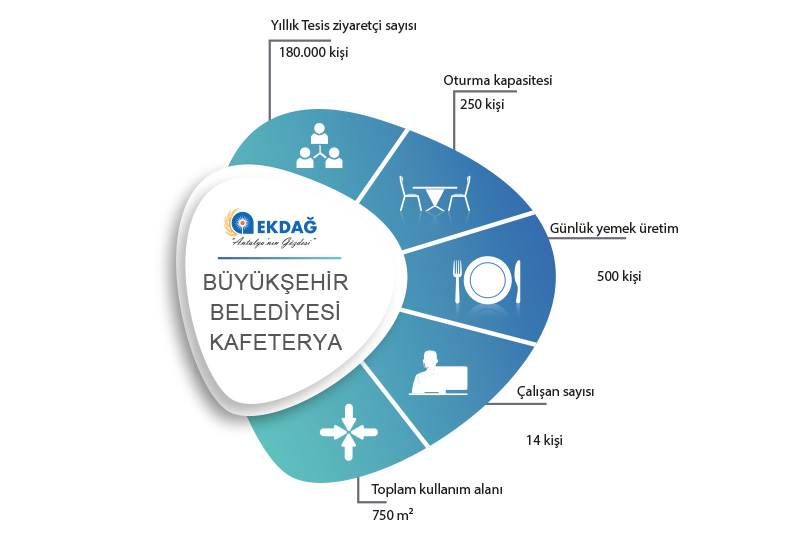 Yıllık Tesis ziyaretçi sayısı
180.000 kişi
Oturma kapasitesi
250 kişi
EKDAĞ
"Antalya'nın Gözdesi"
BÜYÜKŞEHİR
BELEDİYESİ
KAFETERYA
Günlük yemek üretim
500 kişi
Çalışan sayısı
14 kişi
Toplam kullanım alanı
750 m²